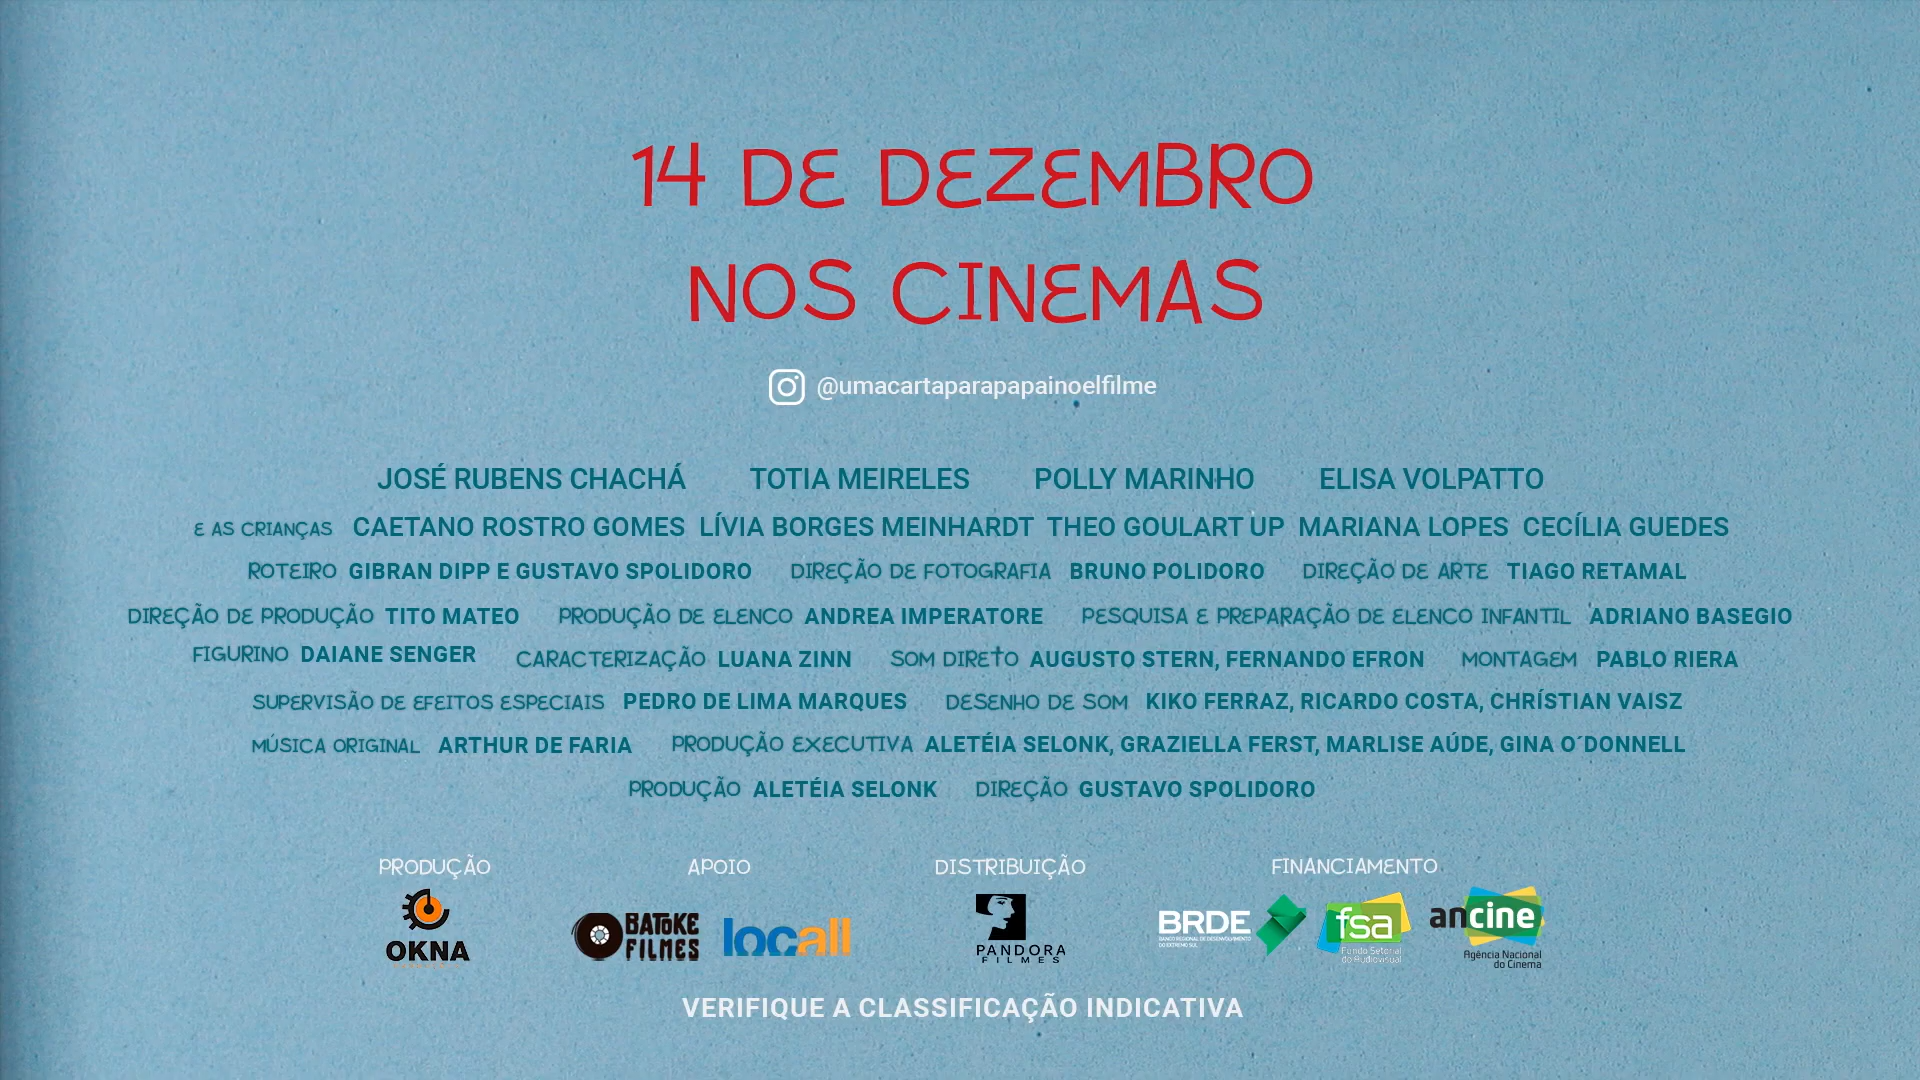 14 DE DEZEMBRO
NOS CINEMAS
@umacartaparapapainoelfilme
JOSÉ RUBENS CHACHÁ TOTIA MEIRELES POLLY MARINHO ELISA VOLPATTO
E AS CRIANÇAS CAETANO ROSTRO GOMES LÍVIA BORGES MEINHARDT THEO GOULART UP MARIANA LOPES CECÍLIA GUEDES
ROTEIRO GIBRAN DIPP E GUSTAVO SPOLIDORO DIREÇÃO DE FOTOGRAFIA BRUNO POLIDORO DIREÇÃO DE ARTE TIAGO RETAMAL
DIREÇÃO DE PRODUÇÃO TITO MATEO PRODUÇÃO DE ELENCO ANDREA IMPERATORE PESQUISA E PREPARAÇÃO DE ELENCO INFANTIL ADRIANO BASEGIO
FIGURINO DAIANE SENGER CARACTERIZAÇÃO LUANA ZINN SOM DIRETO AUGUSTO STERN, FERNANDO EFRON MONTAGEM PABLO RIERA
SUPERVISÃO DE EFEITOS ESPECIAIS PEDRO DE LIMA MARQUES DESENHO DE SOM KIKO FERRAZ, RICARDO COSTA, CHRÍSTIAN VAISZ
MÚSICA ORIGINAL ARTHUR DE FARIA PRODUÇÃO EXECUTIVA ALETÉIA SELONK, GRAZIELLA FERST, MARLISE AÚDE, GINA O´DONNELL
PRODUÇÃO ALETÉIA SELONK DIREÇÃO GUSTAVO SPOLIDORO
PRODUÇÃO APOIO DISTRIBUIÇÃO FINANCIAMENTO
OKNA
BATOKE
FILMES
locall
PANDORA
FILMES
BRDE
BANCO REGIONAL DE DESENVOLVIMENTO
DO EXTREMO SUL
fsa
Fundo Setorial
do Audiovisual
ancine
Agência Nacional
do Cinema
VERIFIQUE A CLASSIFICAÇÃO INDICATIVA